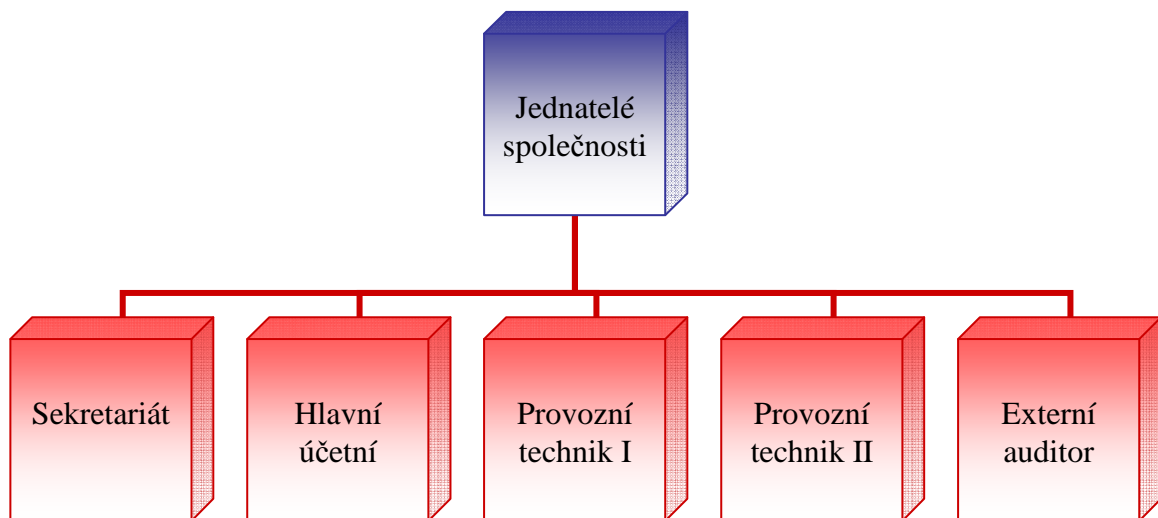 Jednatelé
společnosti
Sekretariát
Hlavní
účetní
Provozní
technik I
Provozní
technik II
Externí
auditor